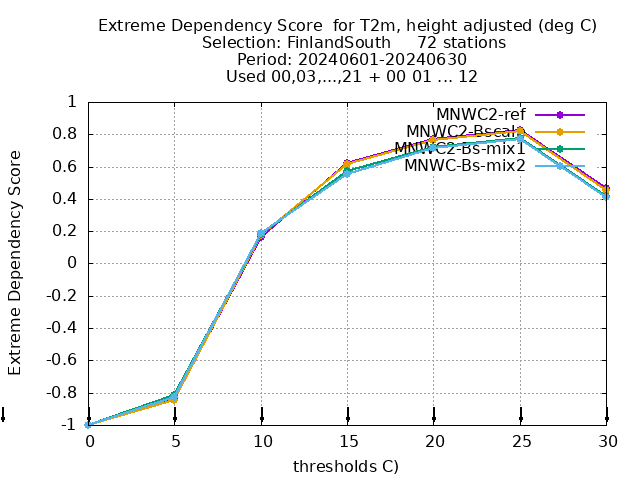 Extreme Dependency Score  for T2m, height adjusted (deg C)
Selection: FinlandSouth     72 stations
Period: 20240601-20240630
Used 00,03,...,21 + 00 01 ... 12
MNWC2-ref
MNWC2-Bscale
MNWC2-Bs-mix1
MNWC-Bs-mix2
1
0.8
0.6
0.4
0.2
0
-0.2
-0.4
-0.6
-0.8
-1
Extreme Dependency Score
0 5 10 15 20 25 30
thresholds C)